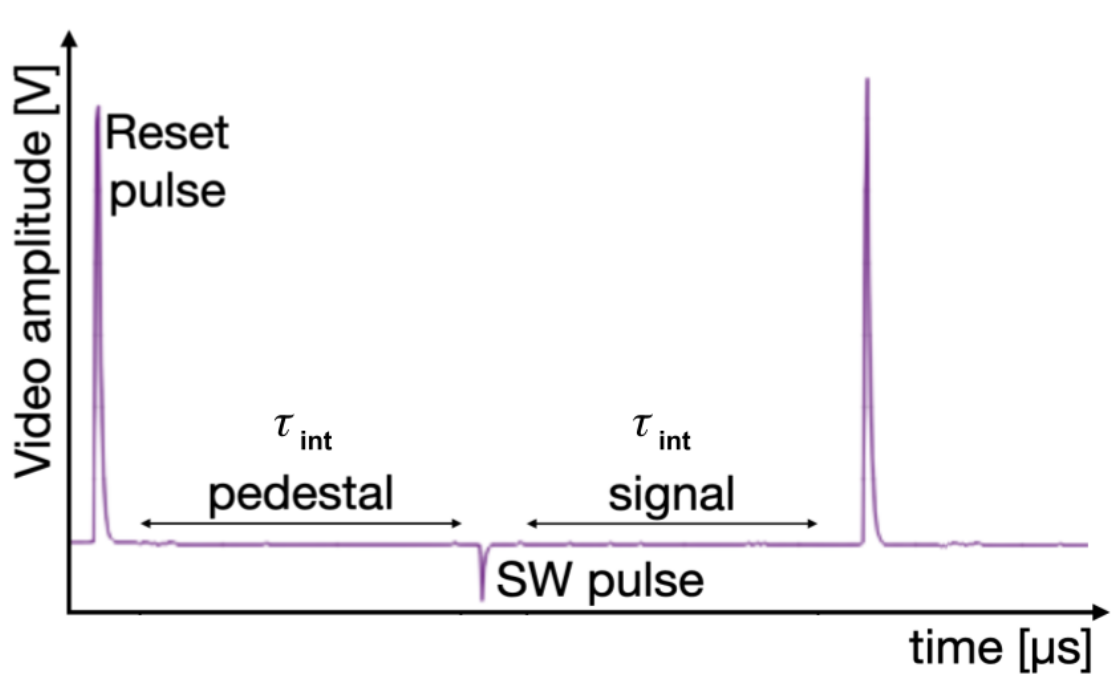 Video amplitude [V]
Reset
pulse
τ int
pedestal
τ int
signal
SW pulse
time [μs]